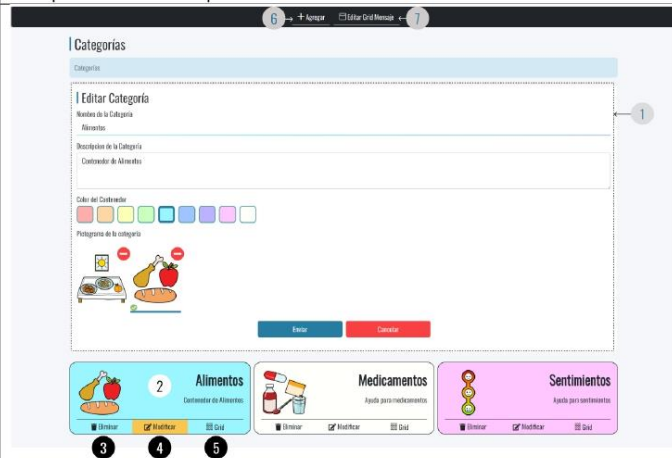 6 + Agregar Editar Grid Mensaje 7
Categorías
Categorías
Editar Categoría
1
Nombre de la Categoría
Alimentos
Descripcion de la Categoría
Contenedor de Alimentos
Color del Contenedor
Pictograma de la categoría
Enviar Cancelar
2 Alimentos
Contenedor de Alimentos
Eliminar Modificar Grid
Medicamentos
Ayuda para medicamentos
Eliminar Modificar Grid
Sentimientos
Ayuda para sentimientos
Eliminar Modificar Grid
3 4 5